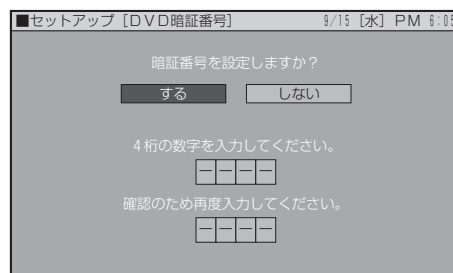 ■セットアップ［DVD暗証番号］ 9/15［水］PM 6:05
暗証番号を設定しますか？
する しない
4桁の数字を入力してください。
－－－－
確認のため再度入力してください。
－－－－